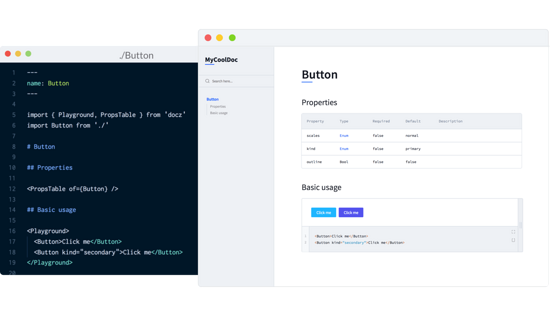 ./Button
1 ---
2 name: Button
3 ---
4
5 import { Playground, PropsTable } from 'docz'
6 import Button from './'
7
8 # Button
9
10 ## Properties
11
12 <PropsTable of={Button} />
13
14 ## Basic usage
15
16 <Playground>
17 <Button>Click me</Button>
18 <Button kind="secondary">Click me</Button>
19 </Playground>
20
MyCoolDoc
Search here...
Button
Properties
Basic usage
Button
Properties
Property Type Required Default Description
scales true false normal
kind true false primary
outline Bool false false
Basic usage
Click me Click me
<Button>Click me</Button>
<Button kind="secondary">Click me</Button>